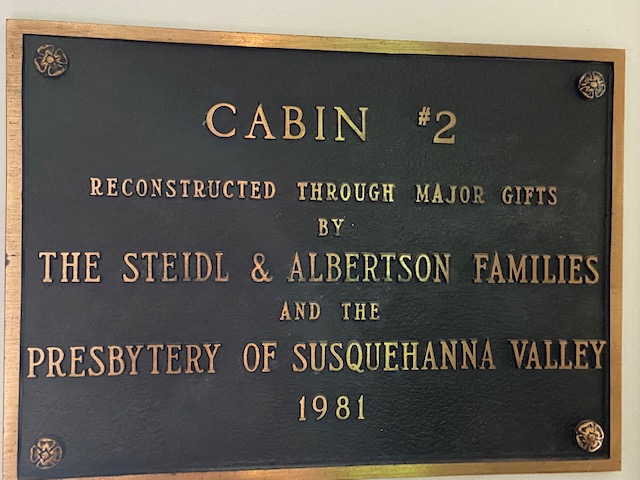 CABIN #2
RECONSTRUCTED THROUGH MAJOR GIFTS
BY
THE STEIDL & ALBERTSON FAMILIES
AND THE
PRESBYTERY OF SUSQUEHANNA VALLEY
1981